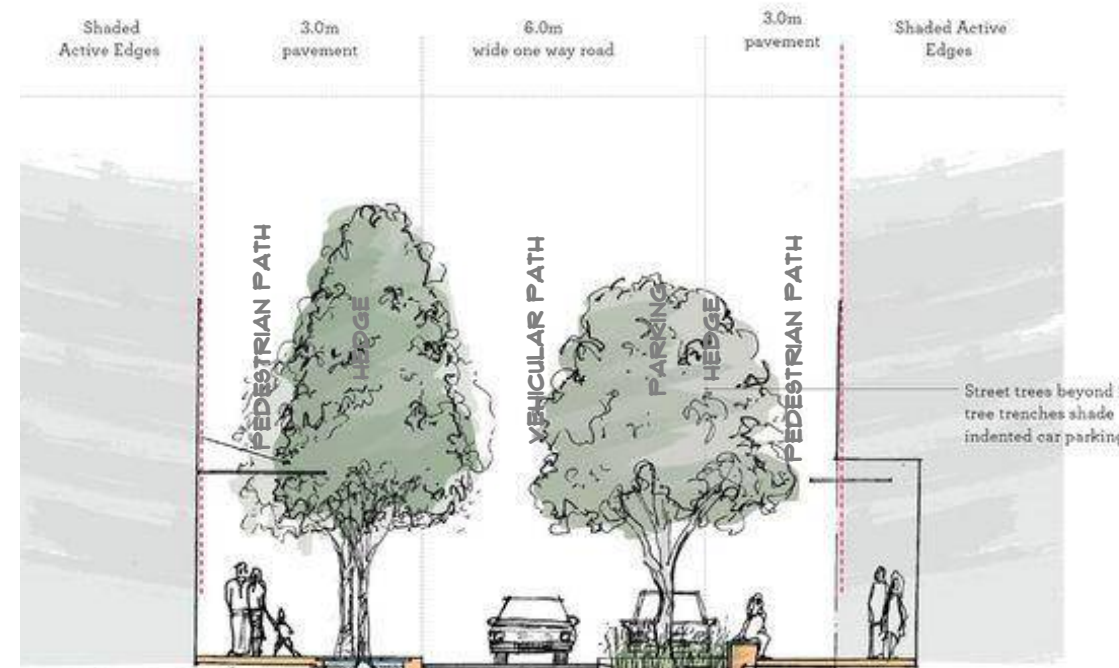 Shaded
Active Edges
3.0m
pavement
6.0m
wide one way road
3.0m
pavement
Shaded Active
Edges
PEDESTRIAN PATH
HEDGE
VEHICULAR PATH
PARKING
HEDGE
PEDESTRIAN PATH
Street trees beyond
tree trenches shade
indented car parking